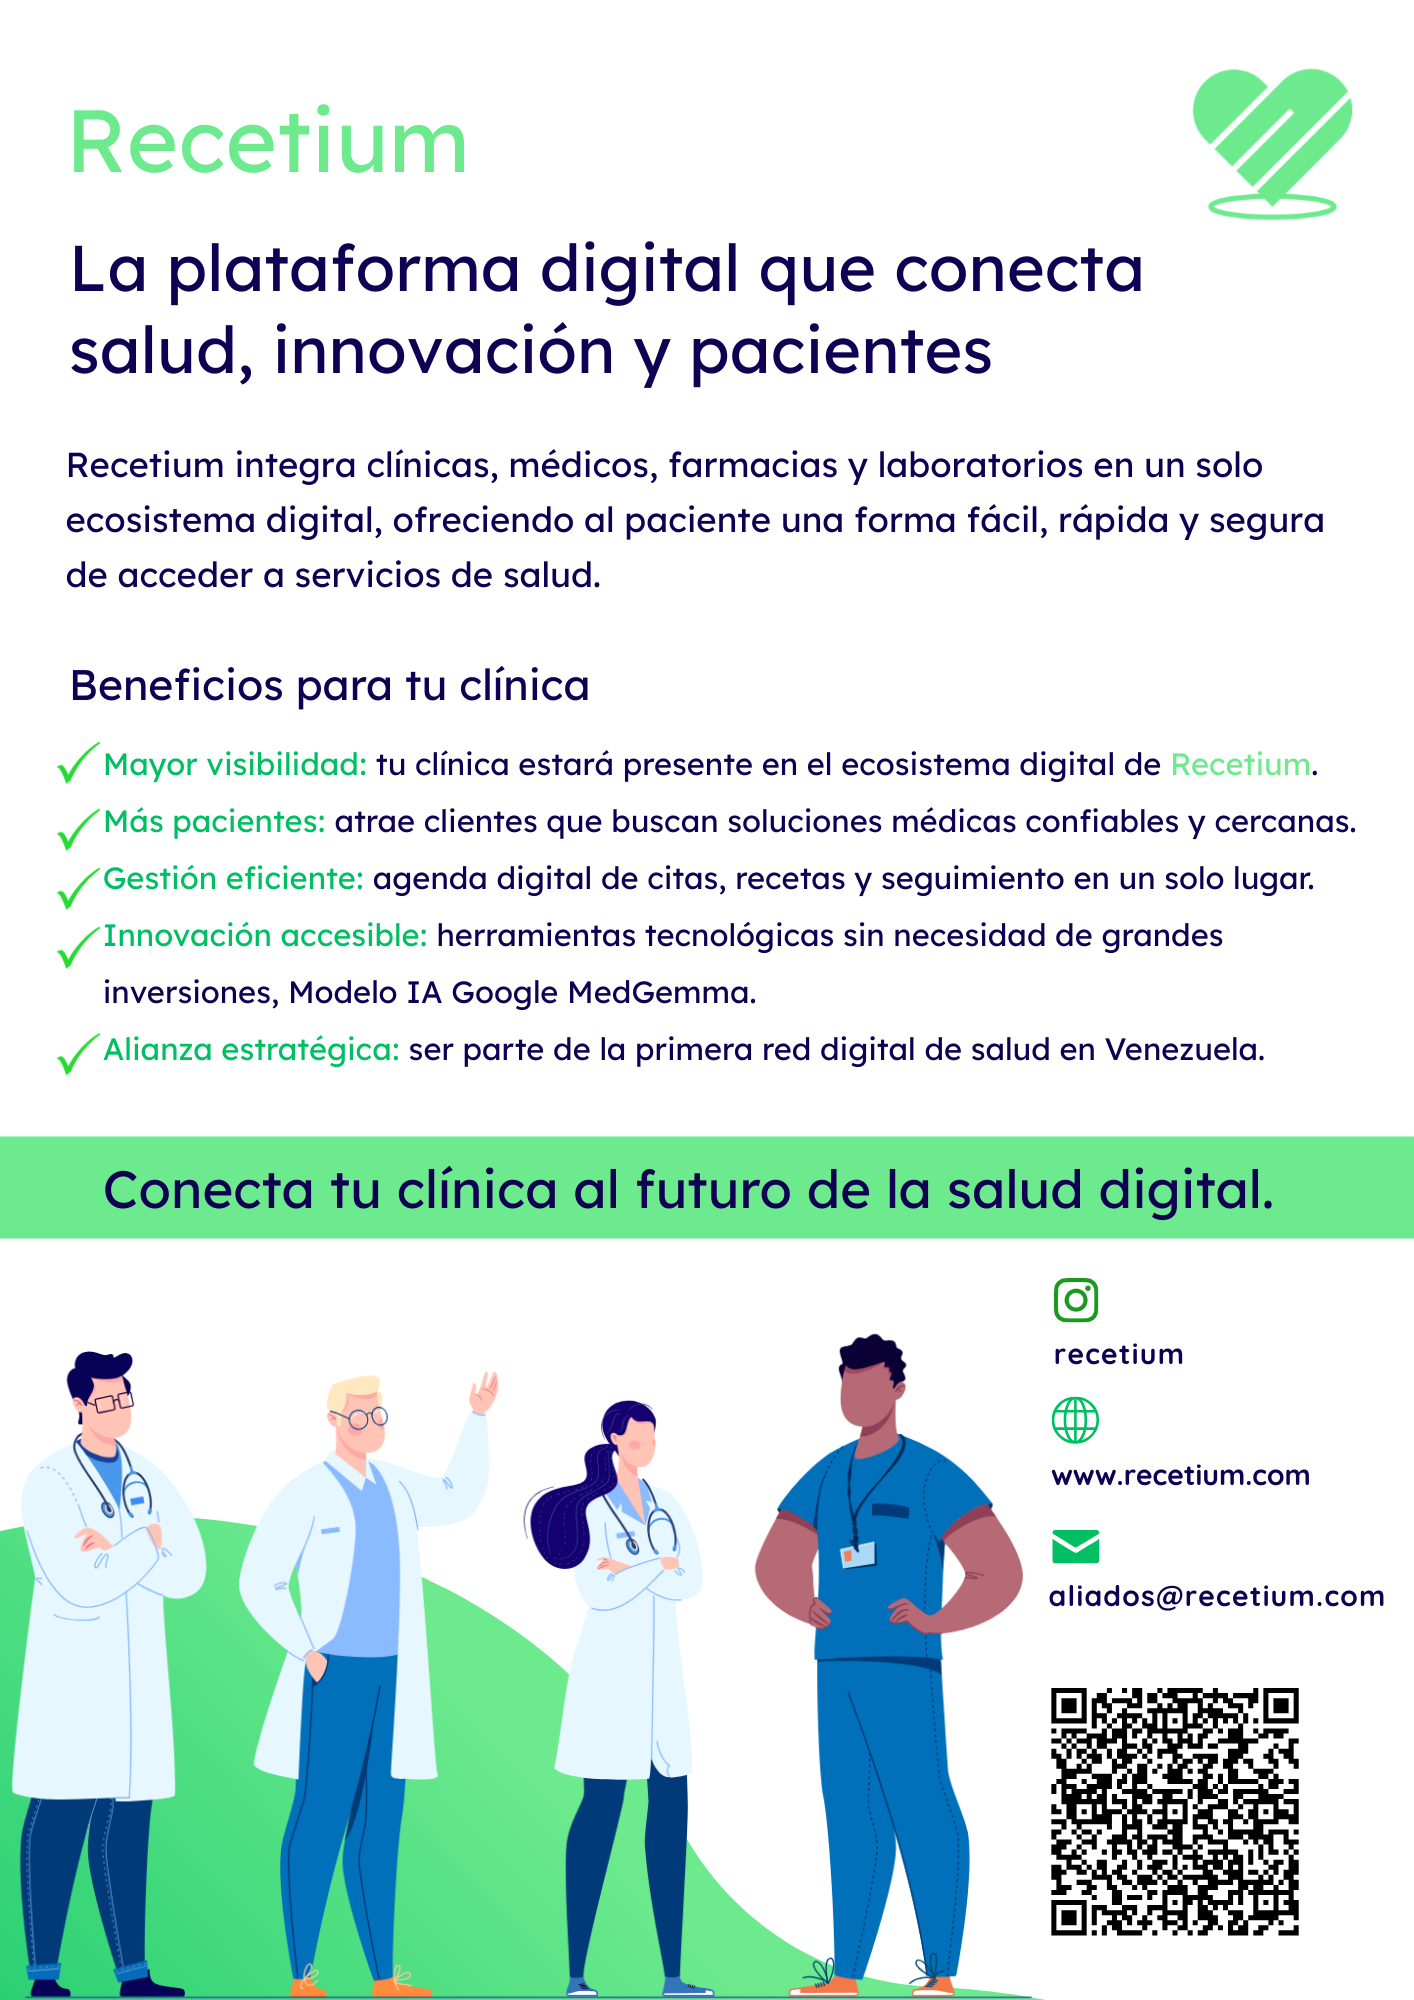 Recetium
La plataforma digital que conecta
salud, innovación y pacientes
Recetium integra clínicas, médicos, farmacias y laboratorios en un solo
ecosistema digital, ofreciendo al paciente una forma fácil, rápida y segura
de acceder a servicios de salud.
Beneficios para tu clínica
Mayor visibilidad: tu clínica estará presente en el ecosistema digital de Recetium.
Más pacientes: atrae clientes que buscan soluciones médicas confiables y cercanas.
Gestión eficiente: agenda digital de citas, recetas y seguimiento en un solo lugar.
Innovación accesible: herramientas tecnológicas sin necesidad de grandes
inversiones, Modelo IA Google MedGemma.
Alianza estratégica: ser parte de la primera red digital de salud en Venezuela.
Conecta tu clínica al futuro de la salud digital.
recetium
www.recetium.com
aliados@recetium.com